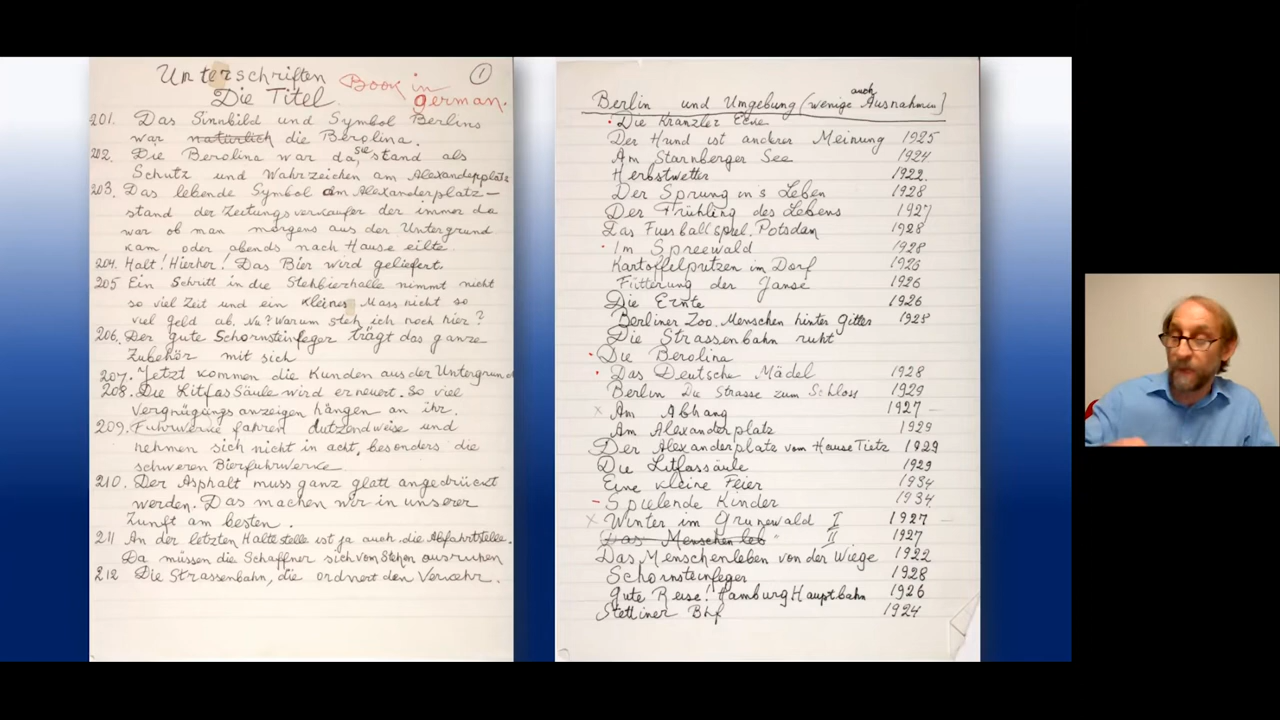 Unterschriften
Die Titel
Book in
german.
1
201. Das Sinnbild und Symbol Berlins
war natürlich die Berolina.
202. Die Berolina war da, sie stand als
Schutz und Wahrzeichen am Alexanderplatz
203. Das lebende Symbol am Alexanderplatz —
stand der Zeitungsverkaufer der immer da
war ob man morgens aus der Untergrund
kam oder abends nach Hause eilte.
204. Halt! Hierher! Das Bier wird geliefert.
205 Ein Schritt in die Stehbierhalle nimmt nicht
so viel Zeit und ein kleines Mass nicht so
viel Geld ab. Nu? Warum steh ich noch hier?
206. Der gute Schornsteinfeger trägt das ganze
Zubehör mit sich
207. Jetzt kommen die Kunden aus der Untergrund
208. Die Litfas Säule wird erneuert. So viel
Vergnügungsanzeigen hängen an ihr.
209. Fuhrwerke fahren dutzendweise und
nehmen sich nicht in acht, besonders die
schweren Bierfuhrwerke
210. Der Asphalt muss ganz glatt angedrückt
werden. Das machen wir in unserer
Zunft am besten.
211 An der letzten Haltestelle ist ja auch die Abfahrtstelle.
Da müssen die Schaffner sich vom Stehen ausruhen
212 Die Strassenbahn, die ordnert den Verkehr.
Berlin und Umgebung (wenige auch Ausnahmen)
Die Kranzler Ecke
Der Hund ist anderer Meinung 1925
Am Starnberger See 1924
Herbstwetter 1922.
Der Sprung in's Leben 1928
Der Frühling des Lebens 1927
Das Fussballspiel. Potsdam 1928
Im Spreewald 1928
Kartoffelputzen im Dorf 1926
Fütterung der Janse 1926
Die Ernte 1926
Berliner Zoo. Menschen hinter Gitter 1928
Die Strassenbahn ruht
Die Berolina
Das Deutsche Mädel 1928
Berlin Die Strasse zum Schloss 1929
x Am Abhang 1927 —
Am Alexanderplatz 1929
Der Alexanderplatz vom Hause Tietz 1929
Die Litfassäule 1929
Eine kleine Feier 1934
- Spielende Kinder 1934
x Winter im Grunewald I 1927
Das Menschen leb " II 1927
Das Menschenleben von der Wiege 1922
Schornsteinfeger 1928
Gute Reise! Hamburg Hauptbahn 1926
Stettiner Bhf 1924